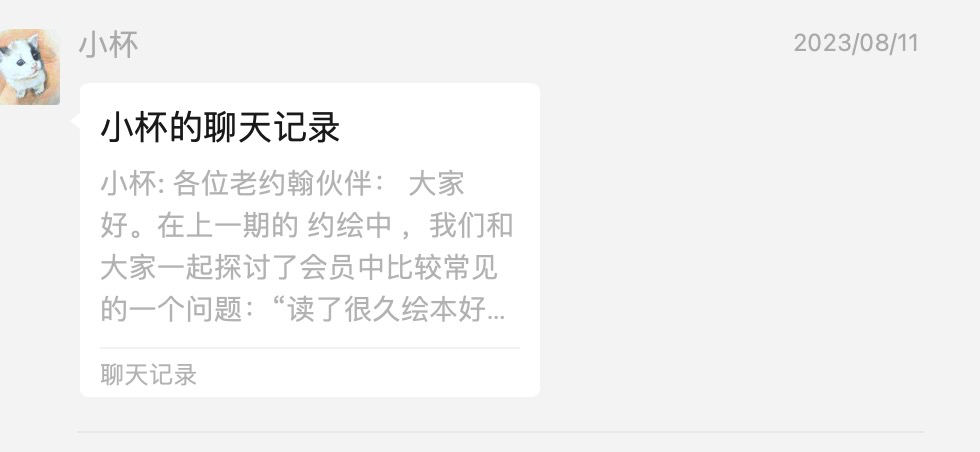 小杯
2023/08/11
小杯的聊天记录
小杯: 各位老约翰伙伴： 大家
好。在上一期的 约绘中 ，我们和
大家一起探讨了会员中比较常见
的一个问题：“读了很久绘本好...
聊天记录